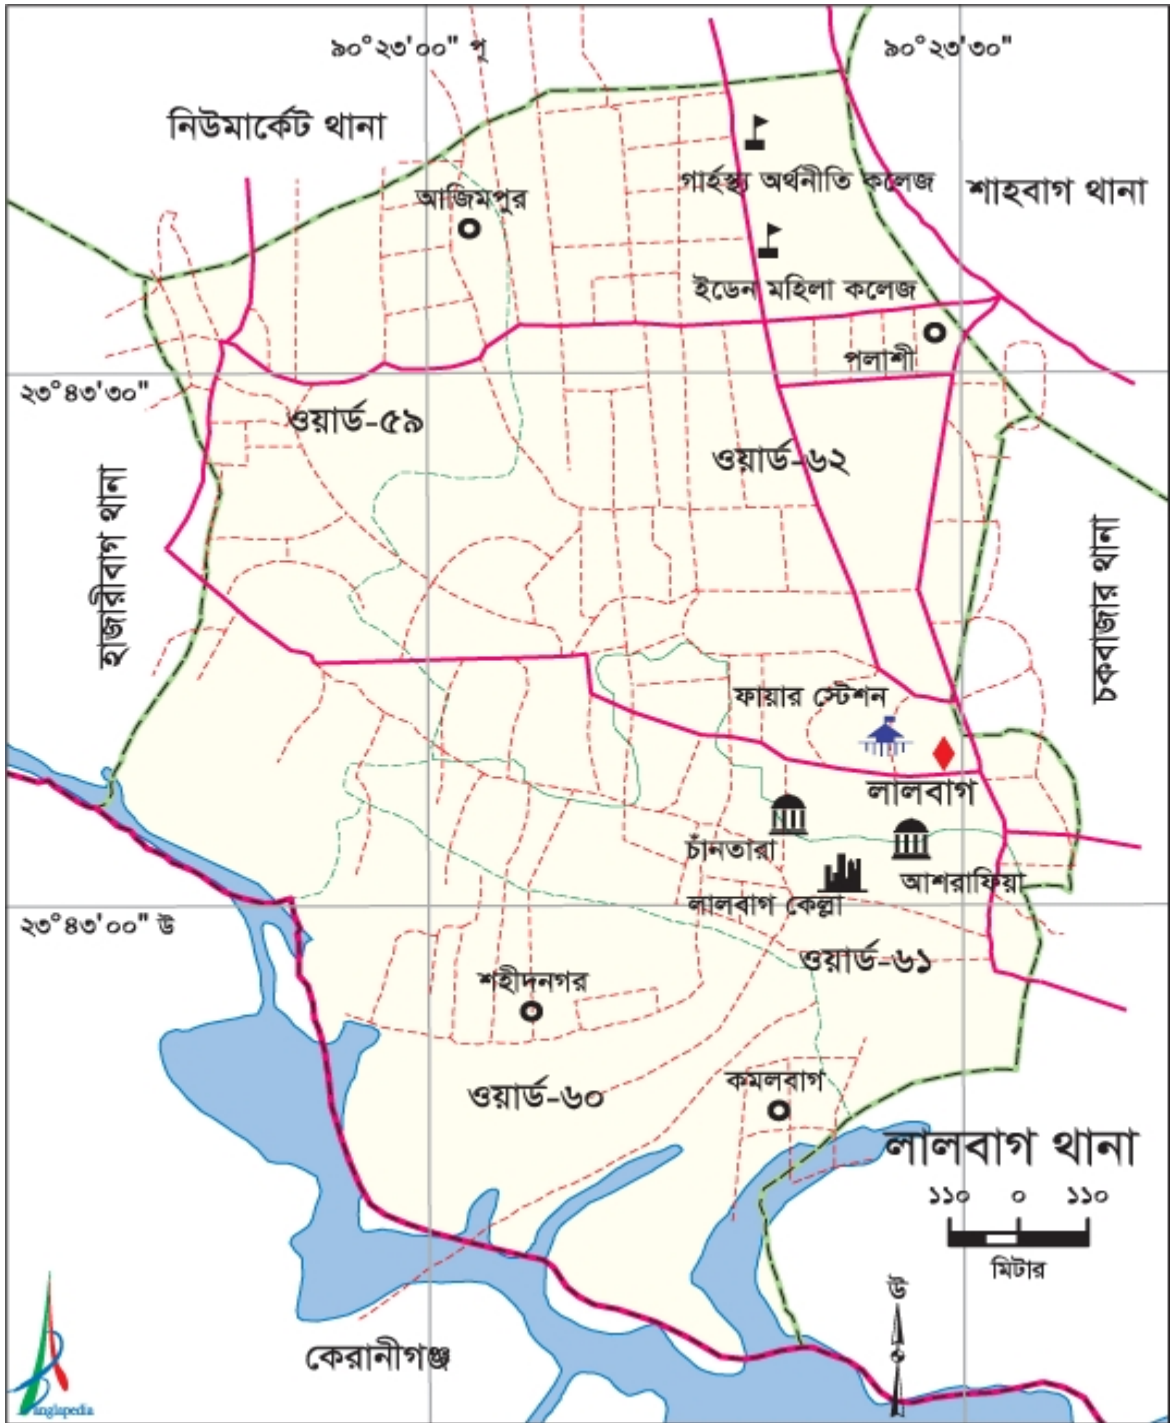 ৯০°২৩'০০" পূ
৯০°২৩'৩০"
নিউমার্কেট থানা
গার্হস্থ্য অর্থনীতি কলেজ
শাহবাগ থানা
আজিমপুর
ইডেন মহিলা কলেজ
পলাশী
২৩°৪৩'৩০"
ওয়ার্ড-৫৯
ওয়ার্ড-৬২
হাজারীবাগ থানা
চকবাজার থানা
ফায়ার স্টেশন
লালবাগ
চাঁনতারা
আশরাফিয়া
লালবাগ কেল্লা
২৩°৪৩'০০" উ
ওয়ার্ড-৬১
শহীদনগর
কমলবাগ
ওয়ার্ড-৬০
লালবাগ থানা
১১০ ০ ১১০
মিটার
উ
কেরানীগঞ্জ
anglapedia